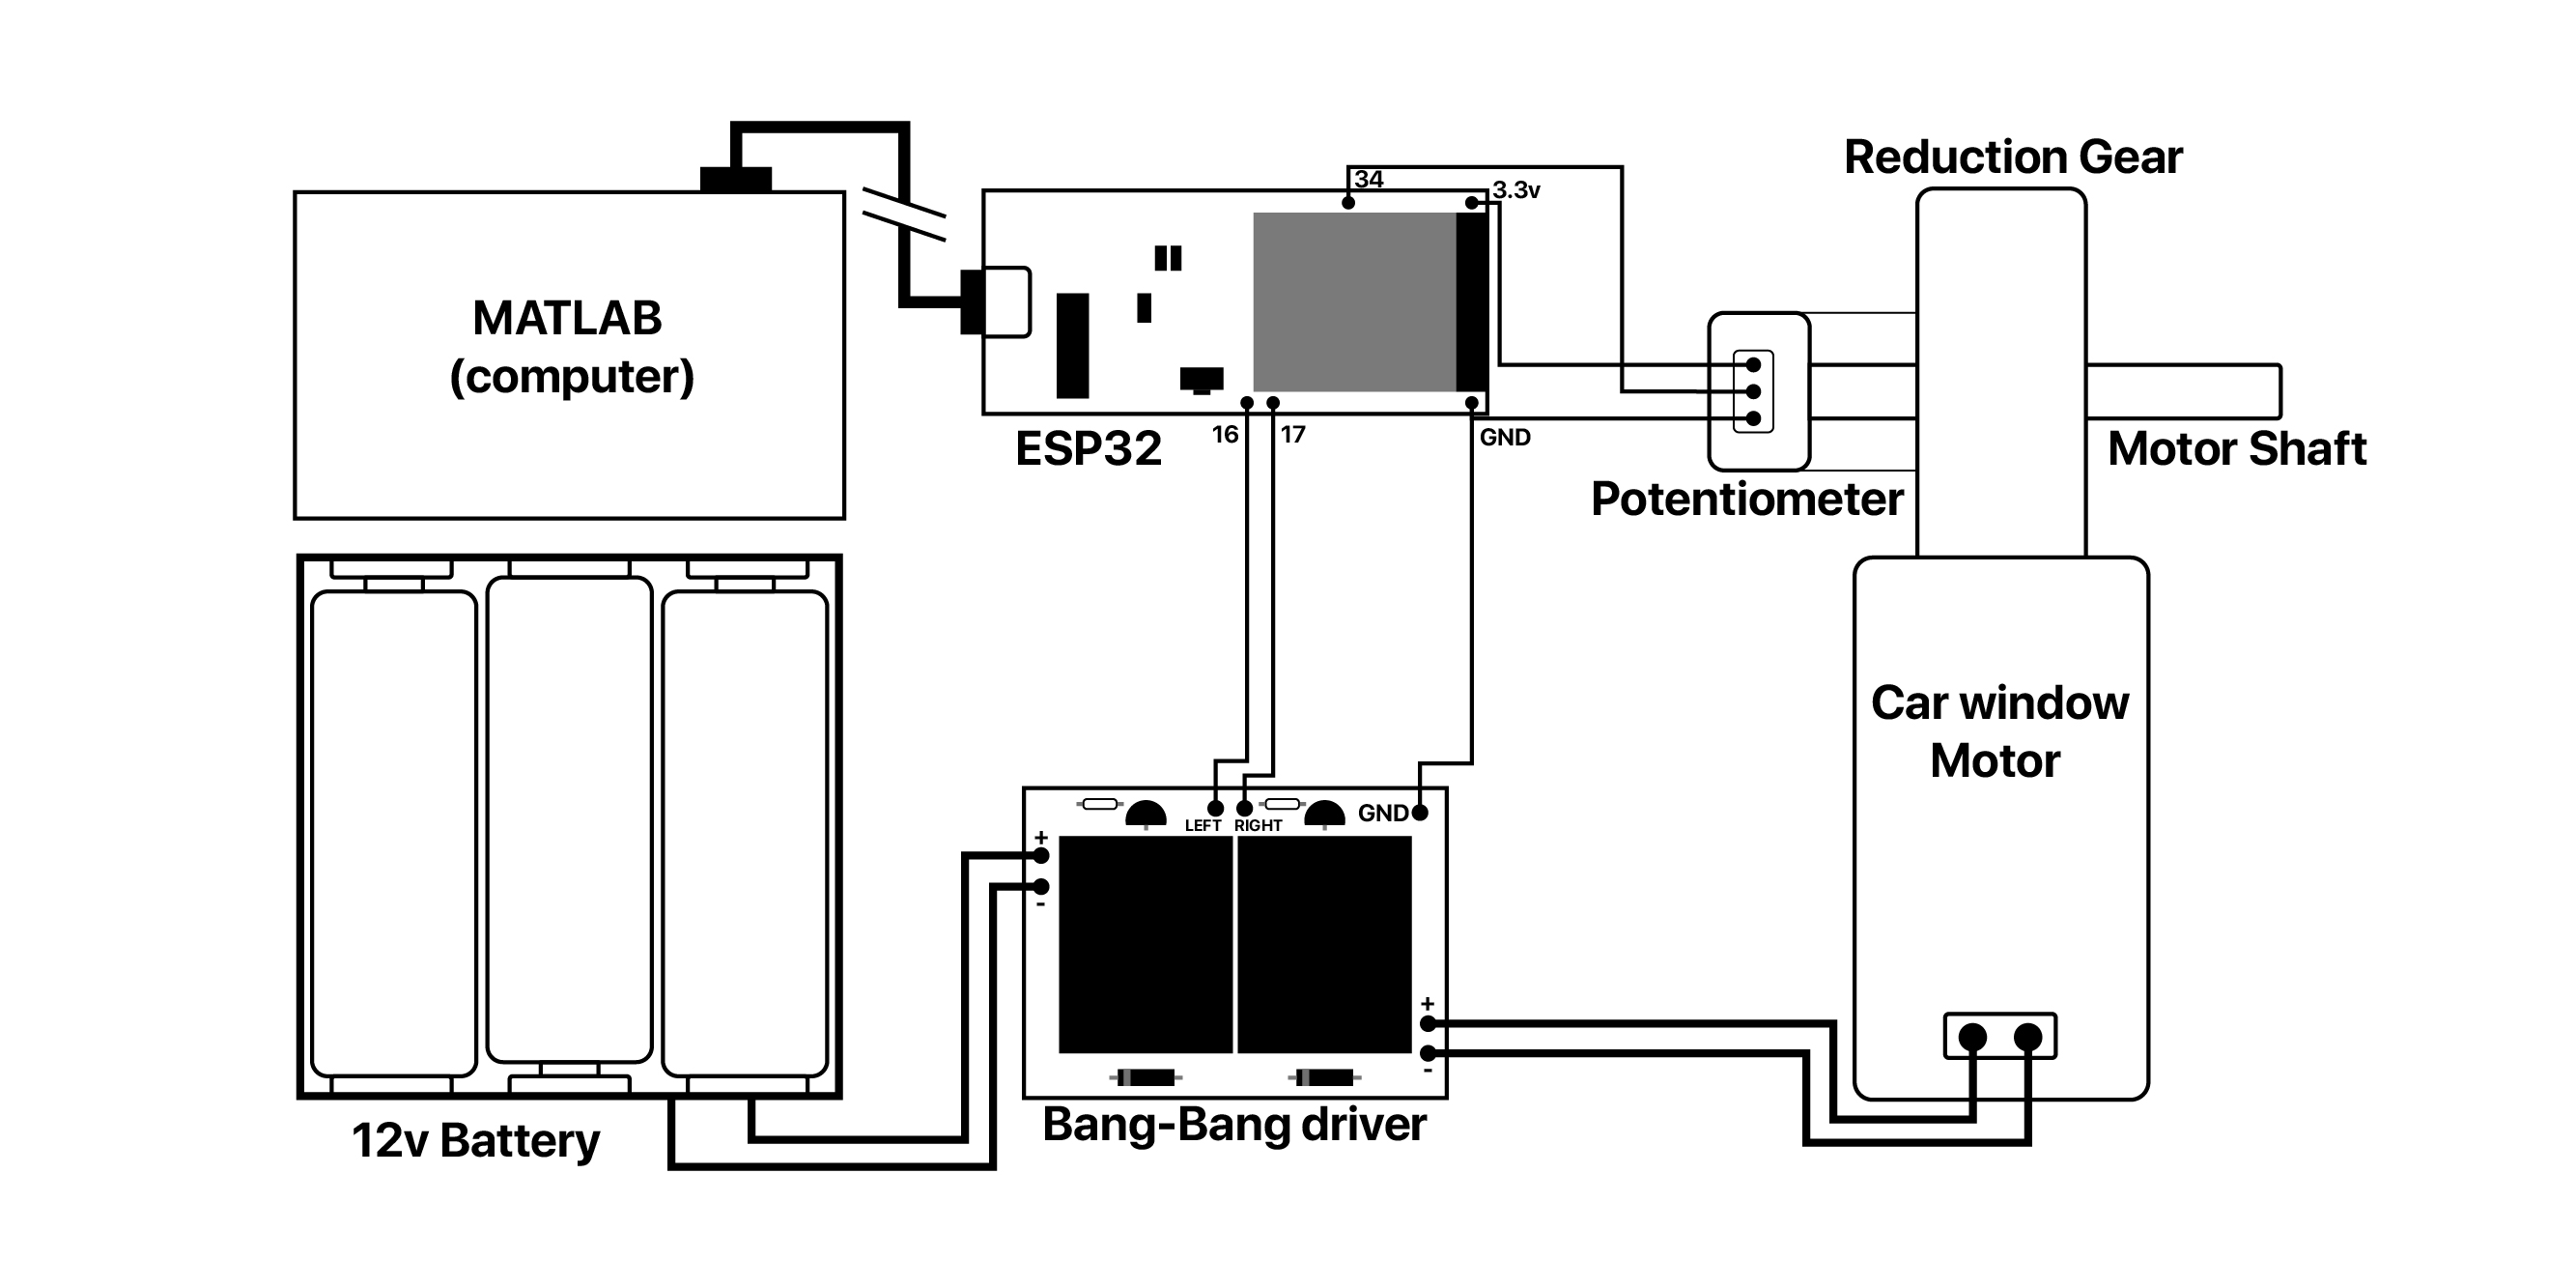 Reduction Gear
34
3.3v
MATLAB
(computer)
ESP32
16
17
GND
Motor Shaft
Potentiometer
Car window
Motor
LEFT
RIGHT
GND
+
-
+
-
12v Battery
Bang-Bang driver